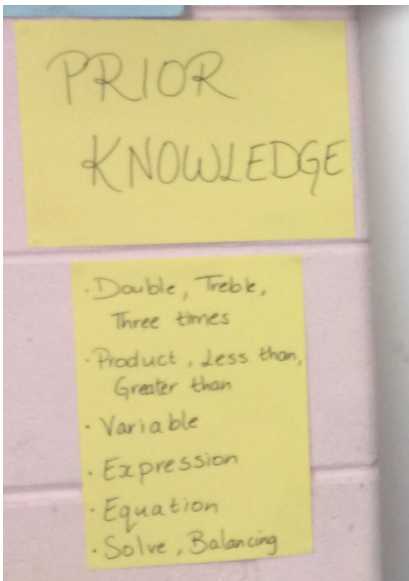 PRIOR
KNOWLEDGE
· Double, Treble,
Three times
· Product, Less than,
Greater than
· Variable
· Expression
· Equation
· Solve, Balancing